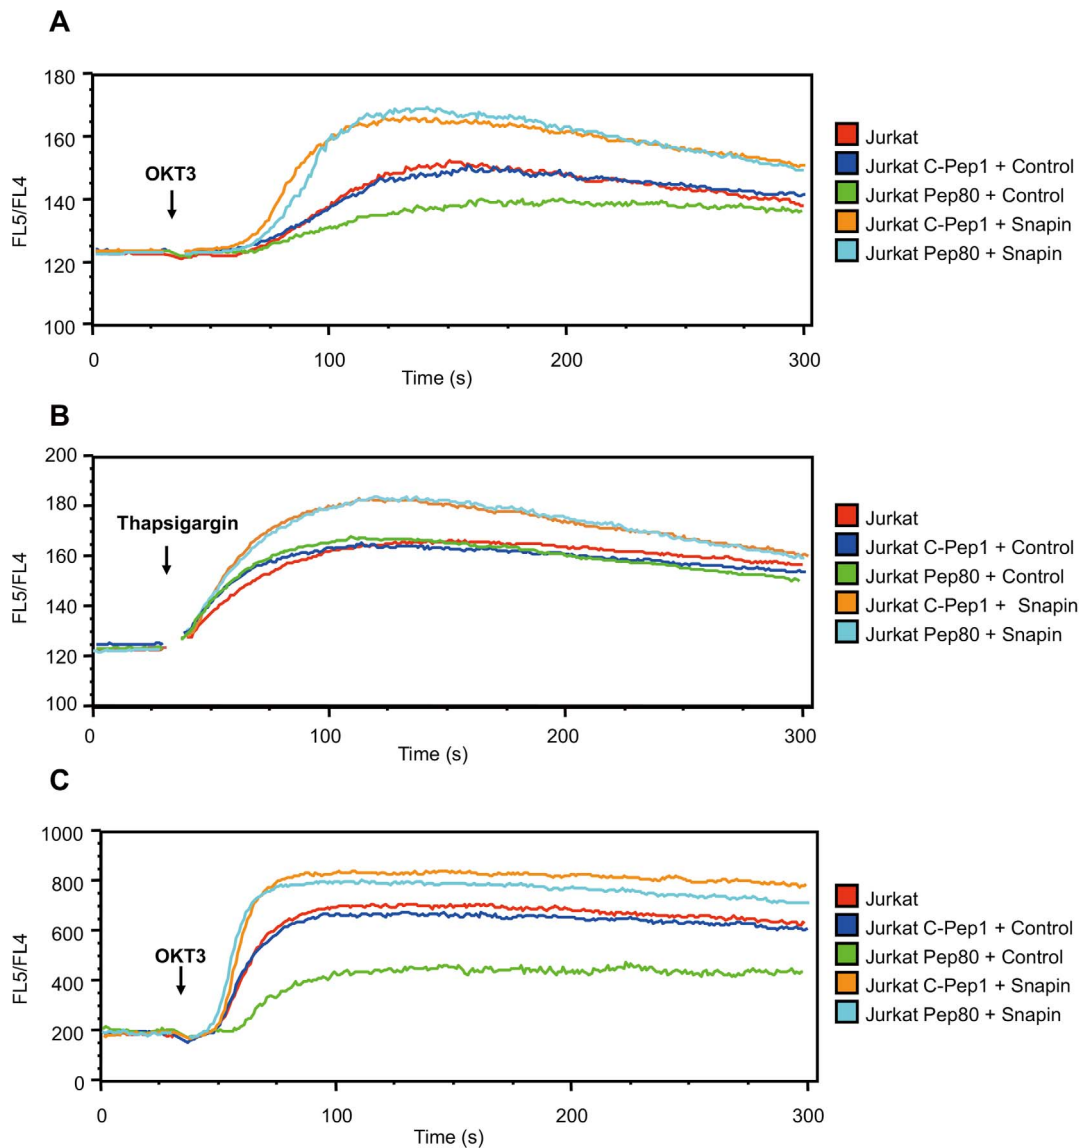 A
180
160
140
120
100
FL5/FL4
OKT3
0 100 200 300
Time (s)
Jurkat
Jurkat C-Pep1 + Control
Jurkat Pep80 + Control
Jurkat C-Pep1 + Snapin
Jurkat Pep80 + Snapin
B
200
180
160
140
120
100
FL5/FL4
Thapsigargin
0 100 200 300
Time (s)
Jurkat
Jurkat C-Pep1 + Control
Jurkat Pep80 + Control
Jurkat C-Pep1 + Snapin
Jurkat Pep80 + Snapin
C
1000
800
600
400
200
0
FL5/FL4
OKT3
0 100 200 300
Time (s)
Jurkat
Jurkat C-Pep1 + Control
Jurkat Pep80 + Control
Jurkat C-Pep1 + Snapin
Jurkat Pep80 + Snapin